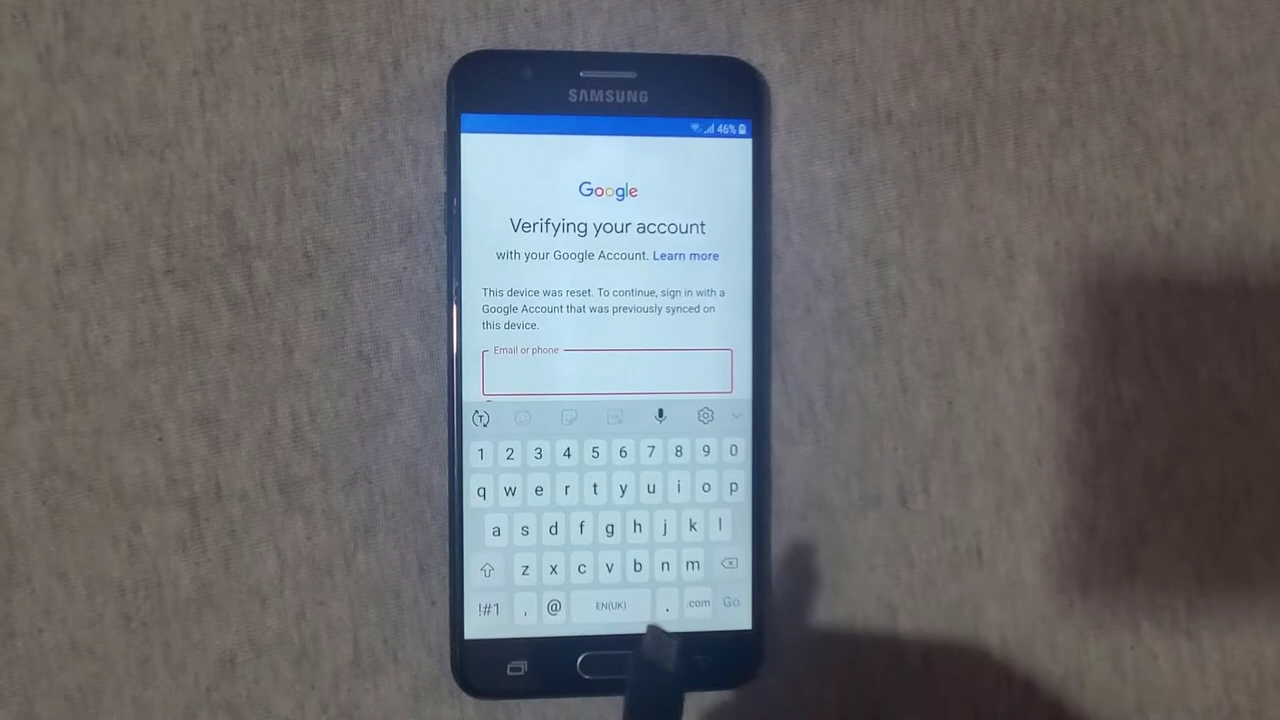 SAMSUNG
46%
Google
Verifying your account
with your Google Account. Learn more
This device was reset. To continue, sign in with a
Google Account that was previously synced on
this device.
Email or phone
1 2 3 4 5 6 7 8 9 0
q w e r t y u i o p
a s d f g h j k l
z x c v b n m
!#1 , @ EN(UK) . .com Go